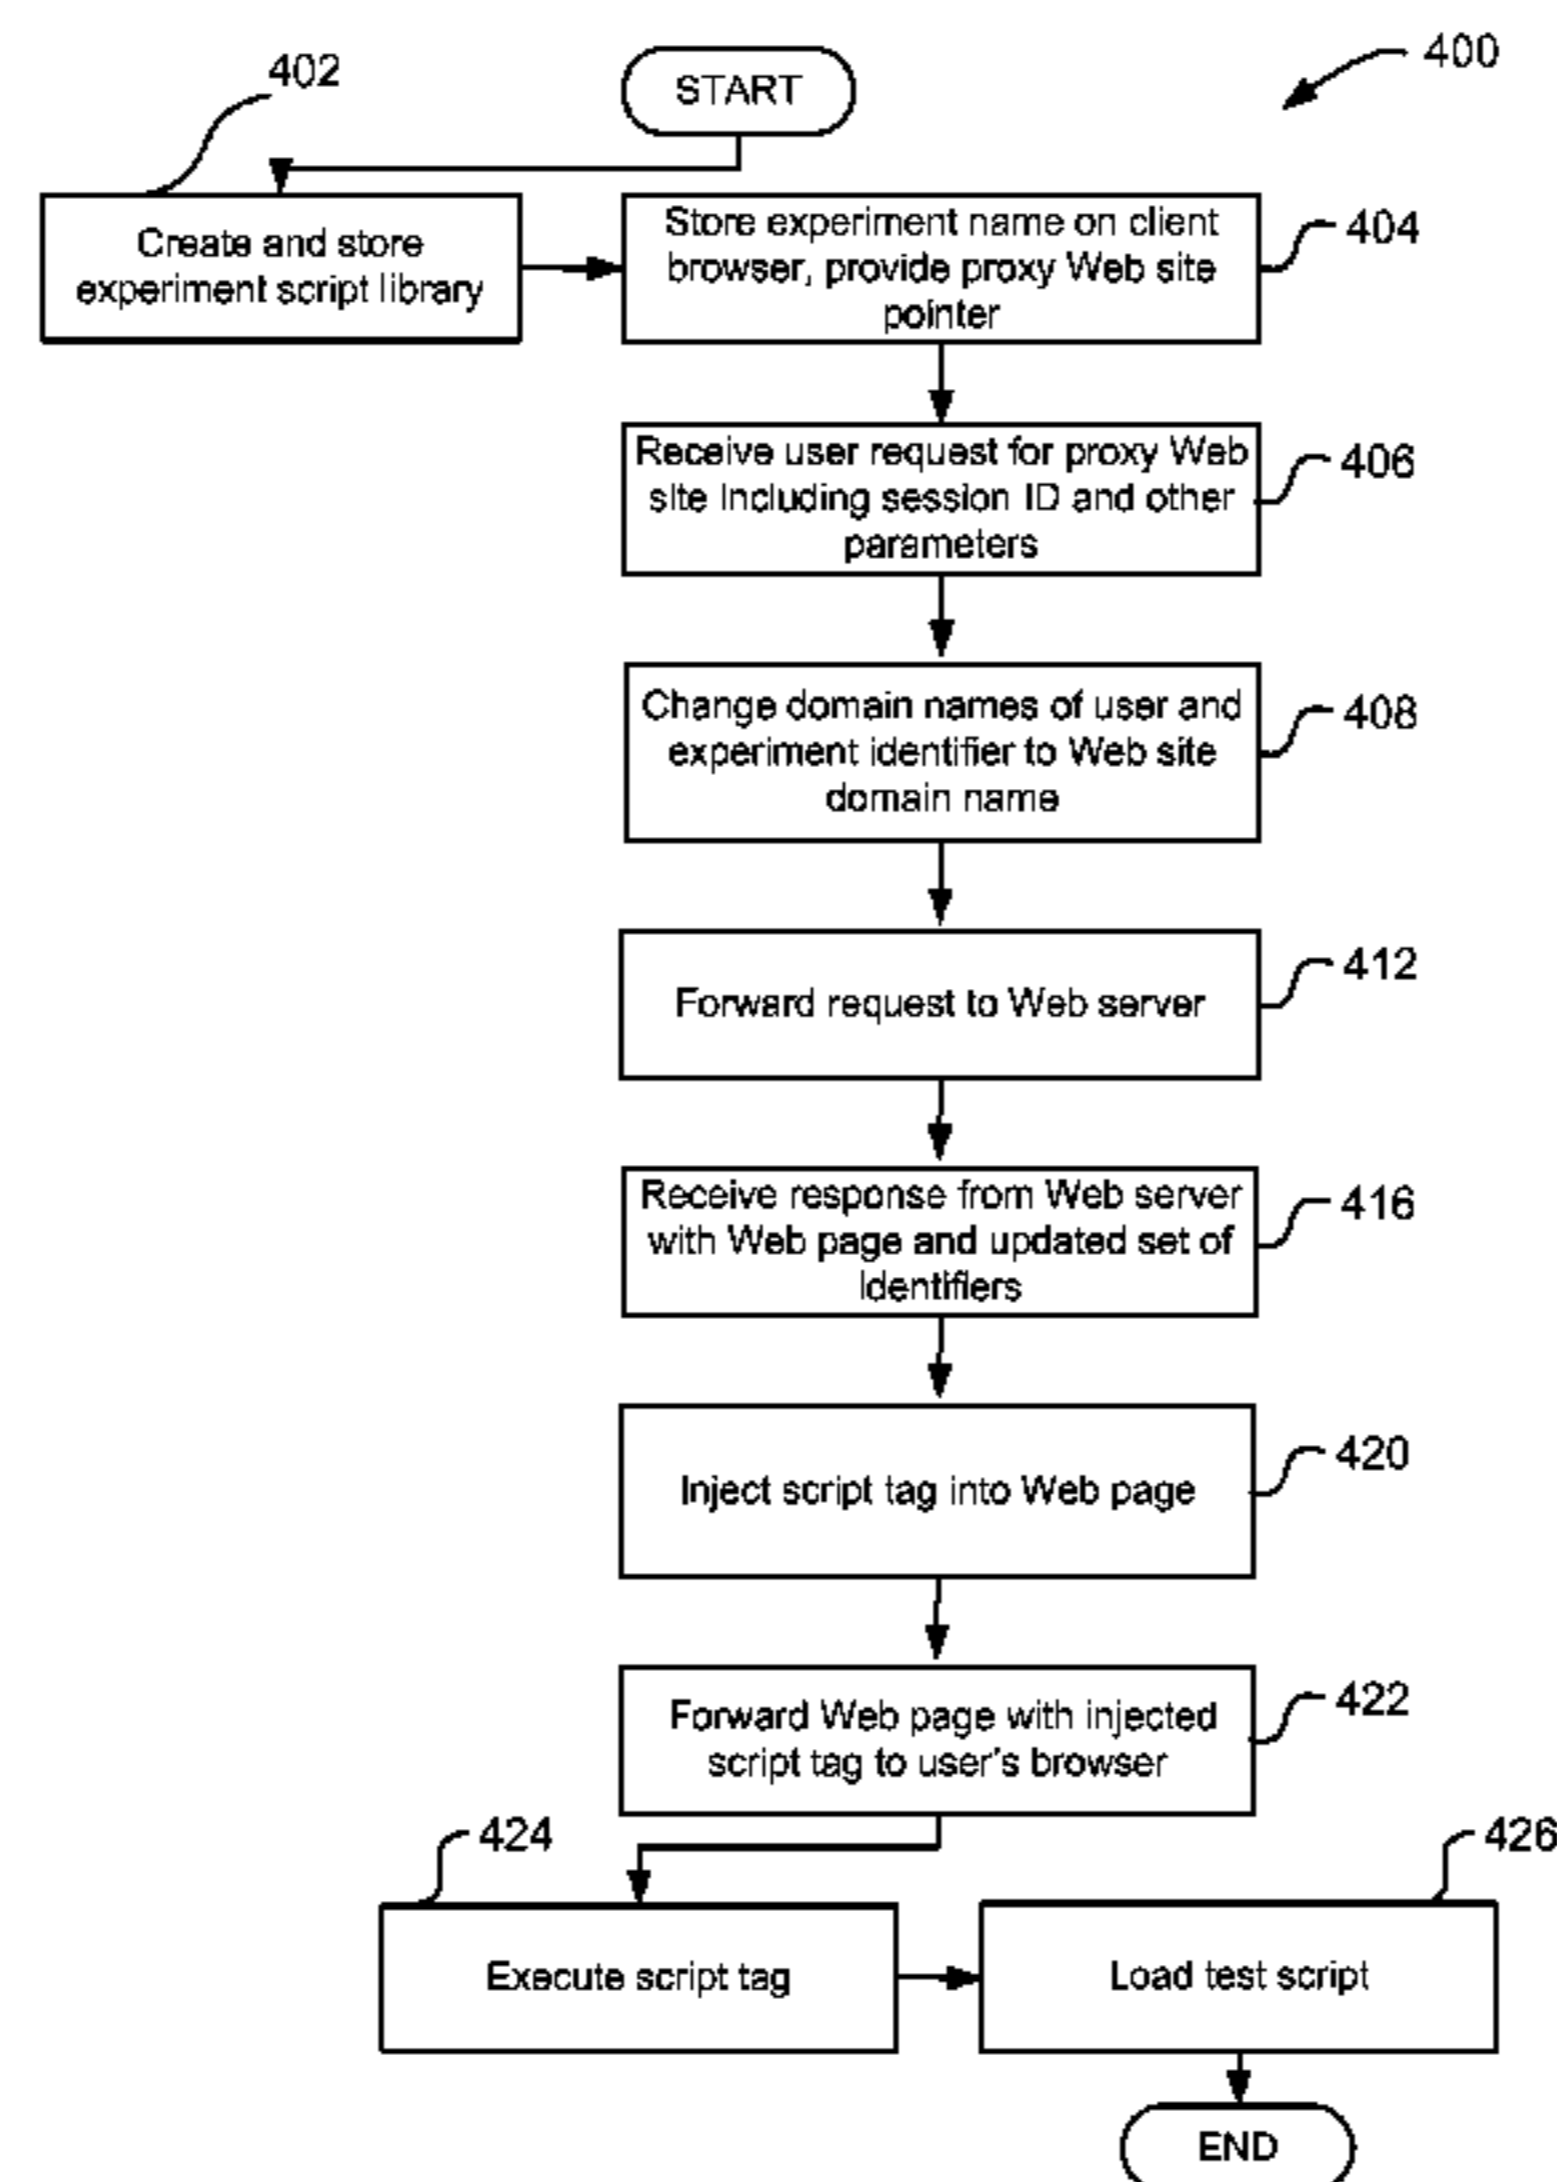 400
402
START
Create and store
experiment script library
Store experiment name on client
browser, provide proxy Web site
pointer
404
Receive user request for proxy Web
site including session ID and other
parameters
406
Change domain names of user and
experiment identifier to Web site
domain name
408
Forward request to Web server
412
Receive response from Web server
with Web page and updated set of
identifiers
416
Inject script tag into Web page
420
Forward Web page with injected
script tag to user's browser
422
424
Execute script tag
426
Load test script
END